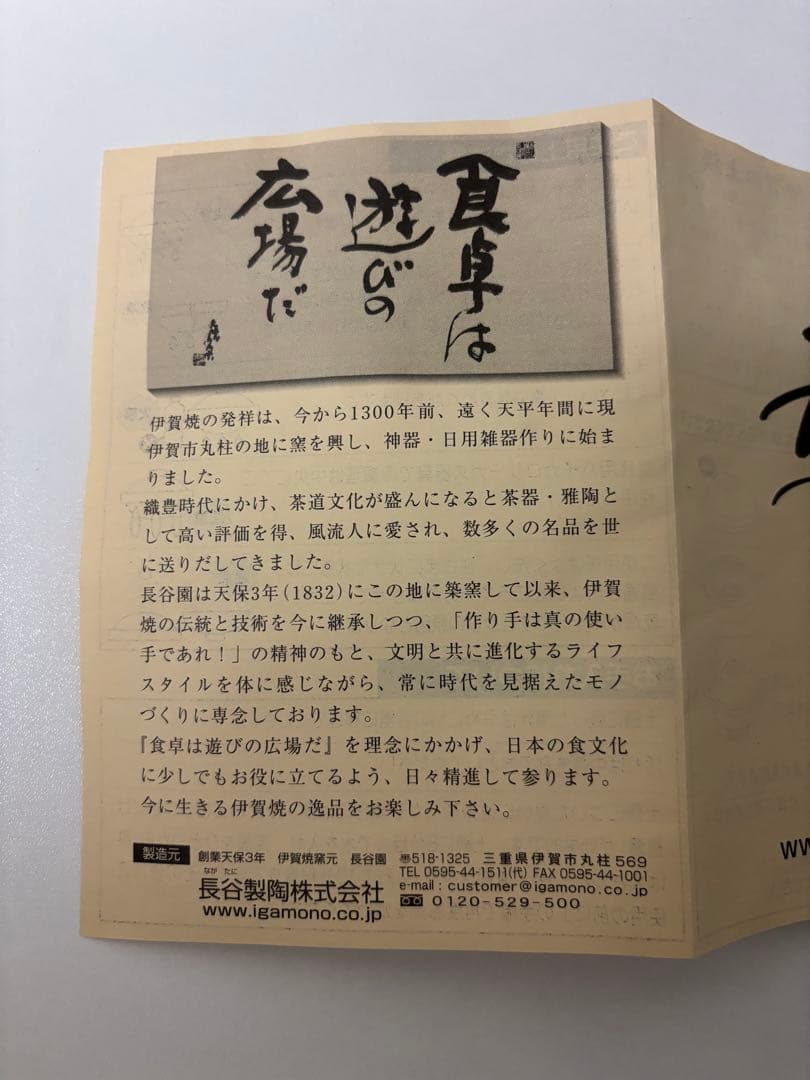 食卓は
遊びの
広場だ
伊賀焼の発祥は、今から1300年前、遠く天平年間に現
伊賀市丸柱の地に窯を興し、神器・日用雑器作りに始ま
りました。
織豊時代にかけ、茶道文化が盛んになると茶器・雅陶と
して高い評価を得、風流人に愛され、数多くの名品を世
に送りだしてきました。
長谷園は天保3年(1832)にこの地に築窯して以来、伊賀
焼の伝統と技術を今に継承しつつ、「作り手は真の使い
手であれ!」の精神のもと、文明と共に進化するライフ
スタイルを体に感じながら、常に時代を見据えたモノ
づくりに専念しております。
『食卓は遊びの広場だ』を理念にかかげ、日本の食文化
に少しでもお役に立てるよう、日々精進して参ります。
今に生きる伊賀焼の逸品をお楽しみ下さい。
製造元 創業天保3年 伊賀焼窯元 長谷園
ながたに
長谷製陶株式会社
www.igamono.co.jp
〒518-1325 三重県伊賀市丸柱569
TEL 0595-44-1511(代) FAX 0595-44-1001
e-mail : customer@igamono.co.jp
0120-529-500